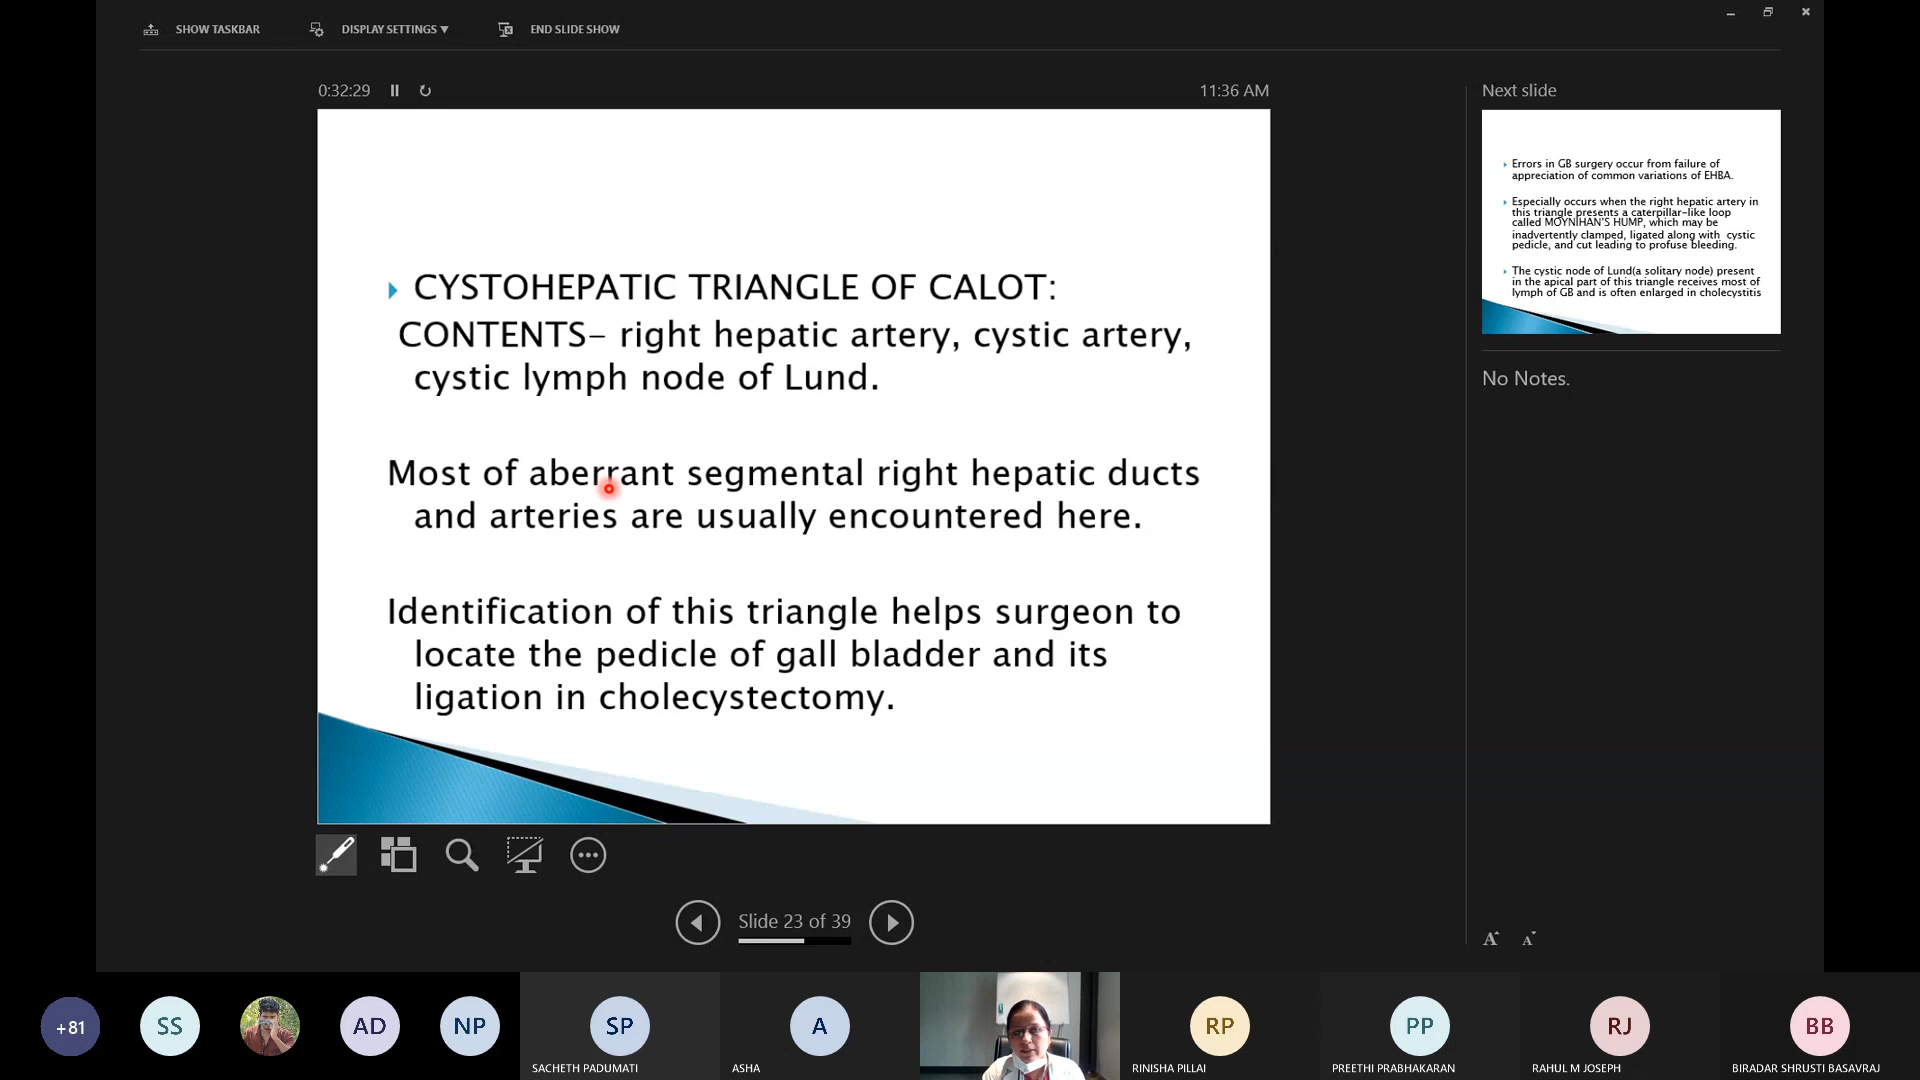 SHOW TASKBAR
DISPLAY SETTINGS ▾
END SLIDE SHOW
0:32:29
11:36 AM
CYSTOHEPATIC TRIANGLE OF CALOT:
CONTENTS- right hepatic artery, cystic artery,
cystic lymph node of Lund.
Most of aberrant segmental right hepatic ducts
and arteries are usually encountered here.
Identification of this triangle helps surgeon to
locate the pedicle of gall bladder and its
ligation in cholecystectomy.
Slide 23 of 39
Next slide
Errors in GB surgery occur from failure of
appreciation of common variations of EHBA.
Especially occurs when the right hepatic artery in
this triangle presents a caterpillar-like loop
called MOYNIHAN'S HUMP, which may be
inadvertently clamped, ligated along with cystic
pedicle, and cut leading to profuse bleeding.
The cystic node of Lund(a solitary node) present
in the apical part of this triangle receives most of
lymph of GB and is often enlarged in cholecystitis
No Notes.
A A
+81
SS
AD
NP
SP
SACHETH PADUMATI
A
ASHA
RP
RINISHA PILLAI
PP
PREETHI PRABHAKARAN
RJ
RAHUL M JOSEPH
BB
BIRADAR SHRUSTI BASAVRAJ